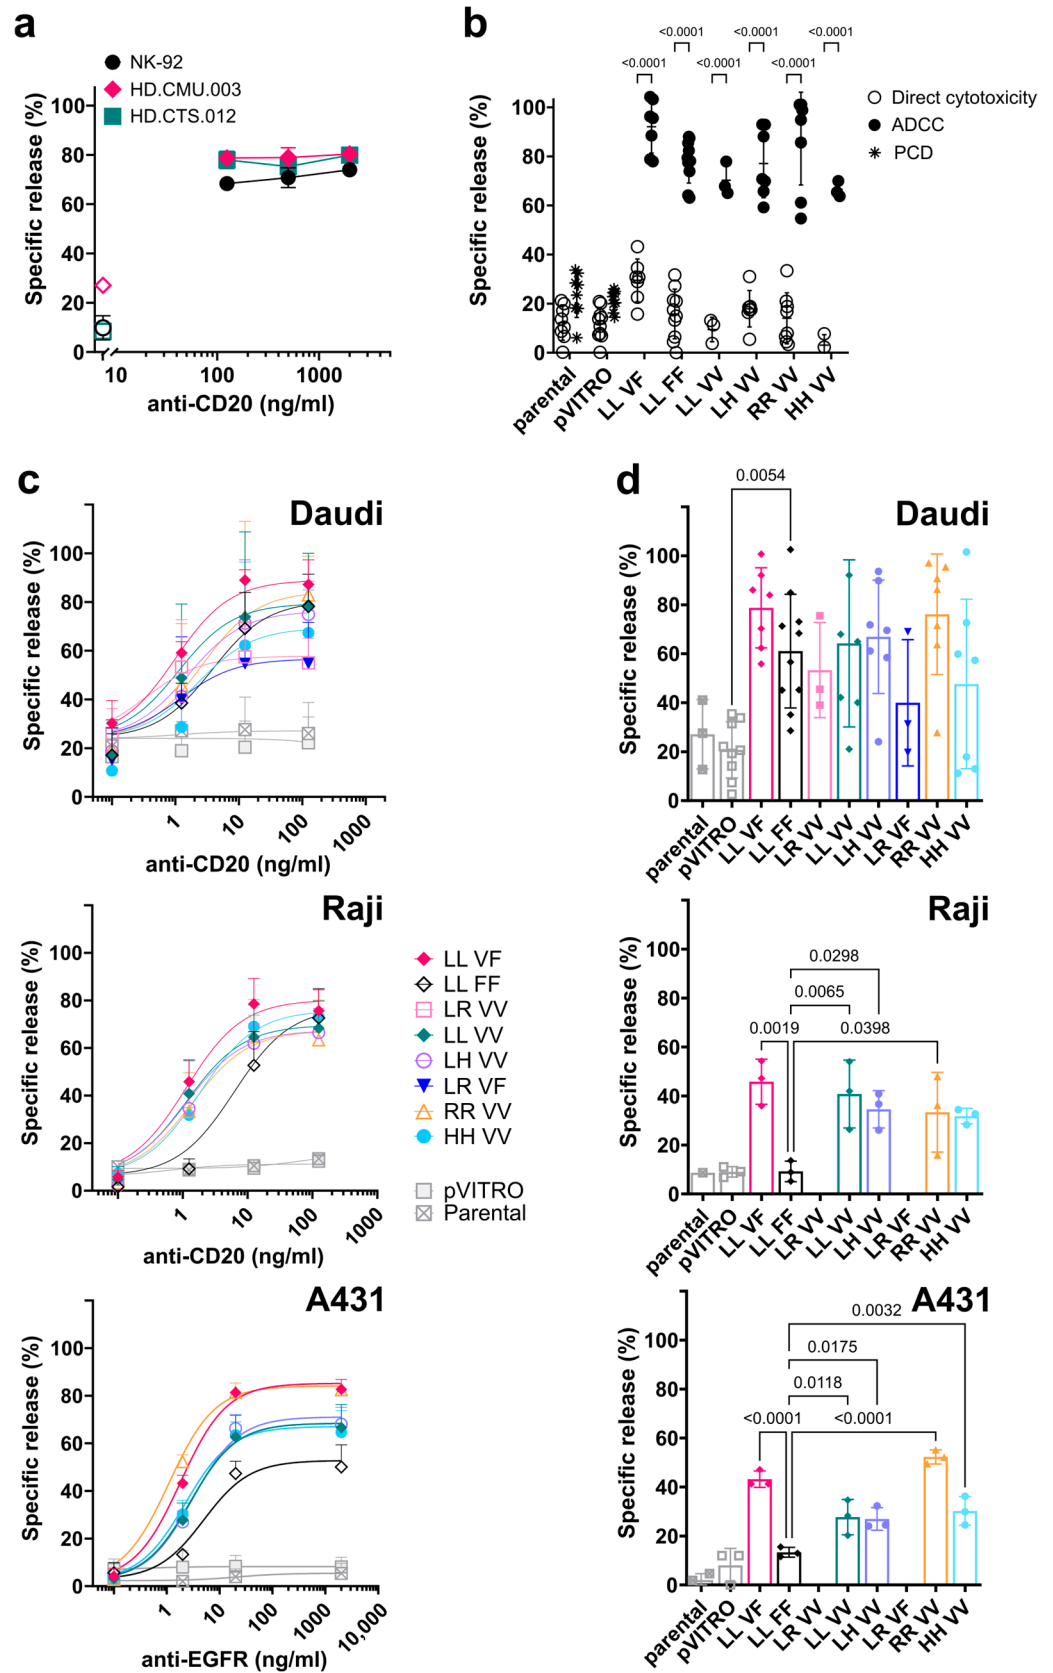 a
NK-92
HD.CMU.003
HD.CTS.012
Specific release (%)
100
80
60
40
20
0
10
100
1000
anti-CD20 (ng/ml)
b
<0.0001
<0.0001
<0.0001
<0.0001
<0.0001
<0.0001
Direct cytotoxicity
ADCC
PCD
Specific release (%)
100
80
60
40
20
0
parental
pVITRO
LL VF
LL FF
LL VV
LH VV
RR VV
HH VV
c
Daudi
Specific release (%)
100
80
60
40
20
0
1
10
100
1000
anti-CD20 (ng/ml)
Raji
Specific release (%)
100
80
60
40
20
0
1
10
100
1000
anti-CD20 (ng/ml)
LL VF
LL FF
LR VV
LL VV
LH VV
LR VF
RR VV
HH VV
pVITRO
Parental
A431
Specific release (%)
100
80
60
40
20
0
1
10
100
1000
10,000
anti-EGFR (ng/ml)
d
0.0054
Daudi
Specific release (%)
100
80
60
40
20
0
parental
pVITRO
LL VF
LL FF
LR VV
LL VV
LH VV
LR VF
RR VV
HH VV
Raji
0.0298
0.0065
0.0019
0.0398
Specific release (%)
100
80
60
40
20
0
parental
pVITRO
LL VF
LL FF
LR VV
LL VV
LH VV
LR VF
RR VV
HH VV
A431
0.0032
0.0175
0.0118
<0.0001
<0.0001
Specific release (%)
100
80
60
40
20
0
parental
pVITRO
LL VF
LL FF
LR VV
LL VV
LH VV
LR VF
RR VV
HH VV